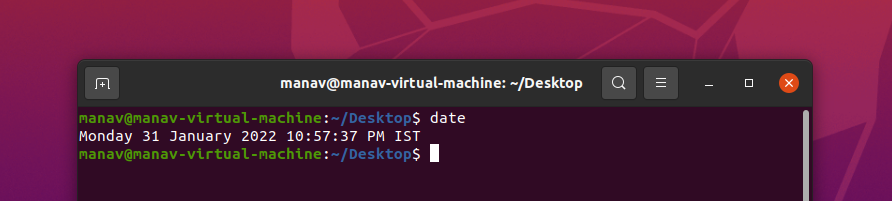 manav@manav-virtual-machine: ~/Desktop
manav@manav-virtual-machine:~/Desktop$ date
Monday 31 January 2022 10:57:37 PM IST
manav@manav-virtual-machine:~/Desktop$